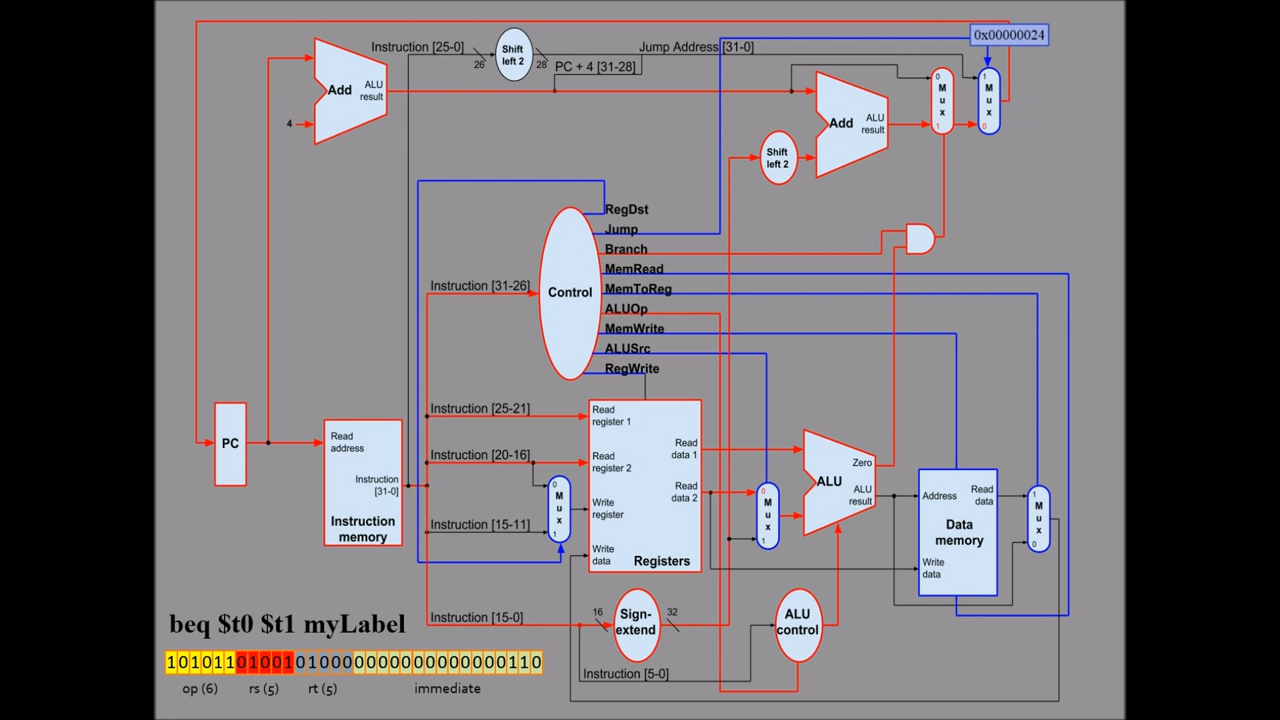 0x00000024
Instruction [25-0]
26
Shift
left 2
28
Jump Address [31-0]
PC + 4 [31-28]
Add
ALU
result
4
0
M
u
x
1
1
M
u
x
0
Add
ALU
result
Shift
left 2
RegDst
Jump
Branch
MemRead
MemToReg
ALUOp
MemWrite
ALUSrc
RegWrite
Control
Instruction [31-26]
PC
Read
address
Instruction
[31-0]
Instruction
memory
Instruction [25-21]
Instruction [20-16]
Instruction [15-11]
Instruction [15-0]
0
M
u
x
1
Read
register 1
Read
register 2
Write
register
Write
data
Read
data 1
Read
data 2
Registers
0
M
u
x
1
ALU
Zero
ALU
result
Address
Read
data
Data
memory
Write
data
1
M
u
x
0
16
Sign-
extend
32
ALU
control
Instruction [5-0]
beq $t0 $t1 myLabel
10101101001010000000000000000110
op (6) rs (5) rt (5) immediate